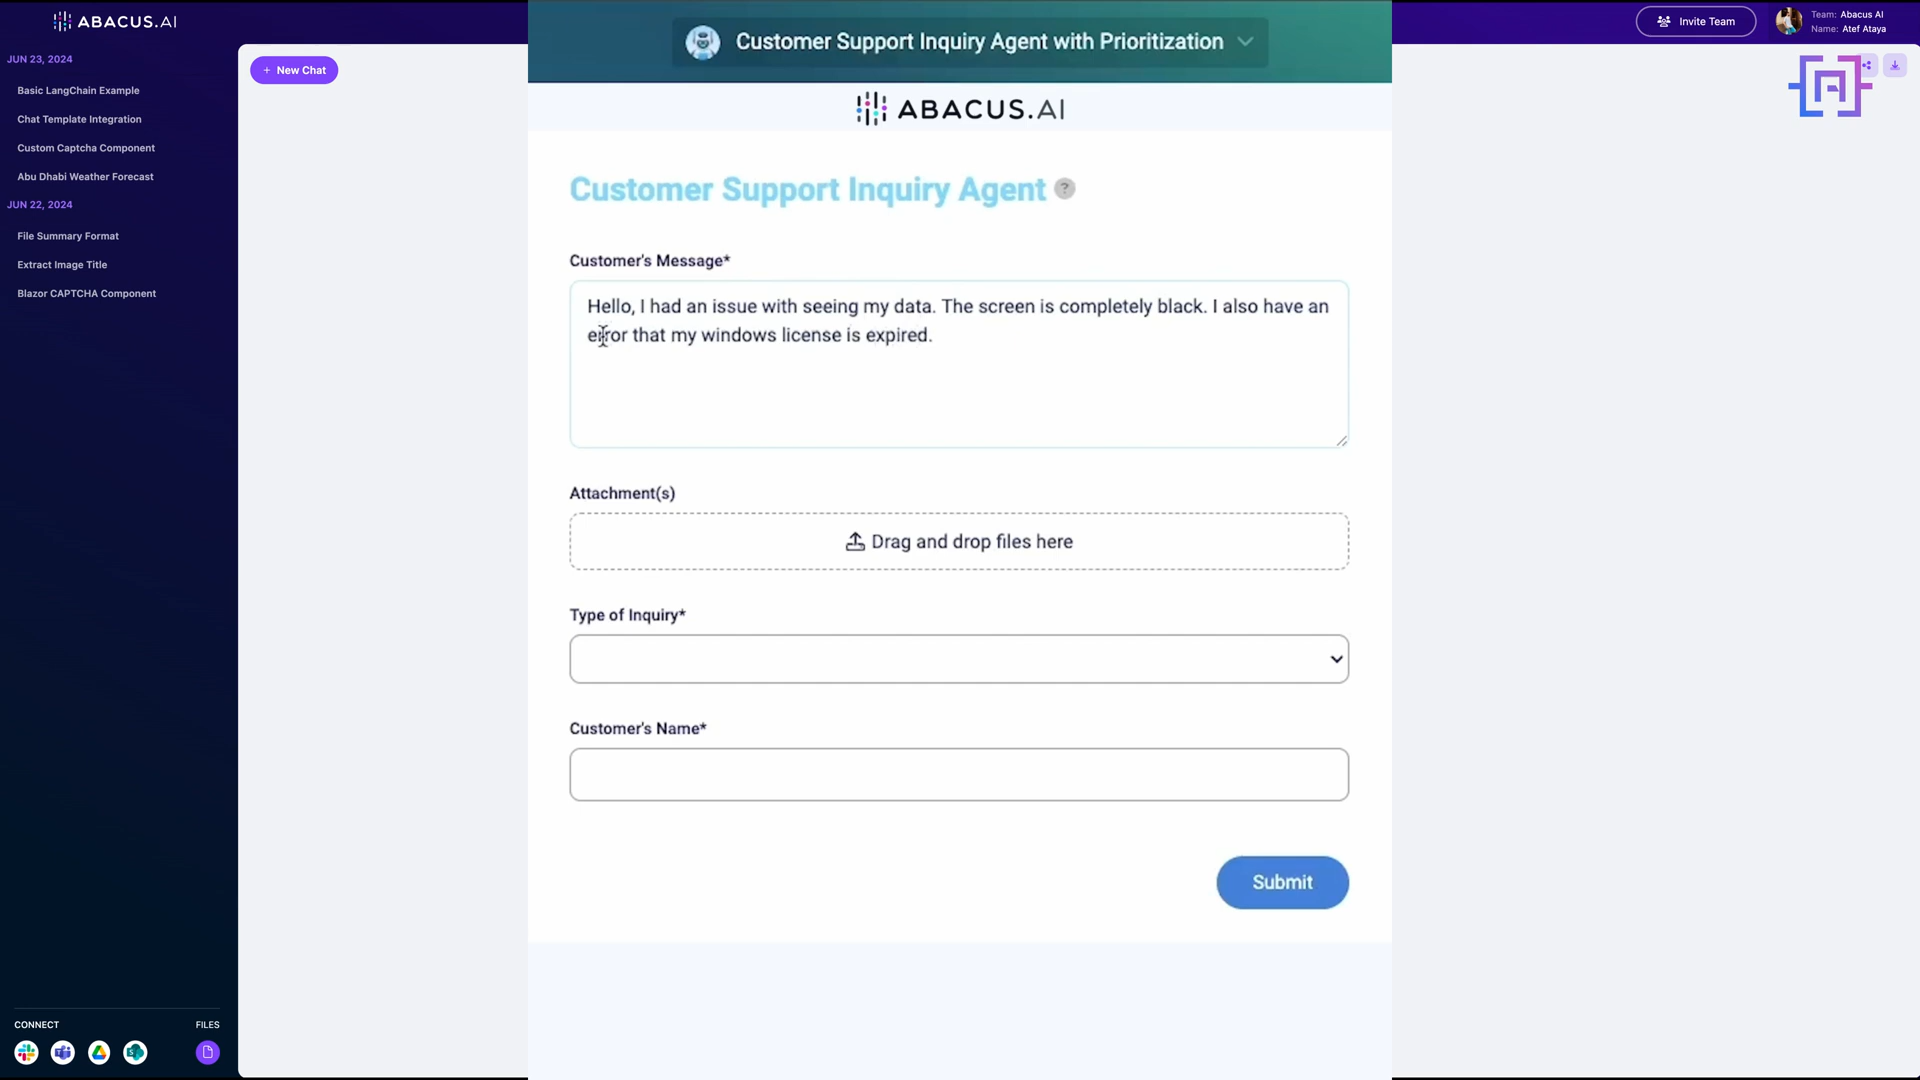 ABACUS.AI
JUN 23, 2024
Basic LangChain Example
Chat Template Integration
Custom Captcha Component
Abu Dhabi Weather Forecast
JUN 22, 2024
File Summary Format
Extract Image Title
Blazor CAPTCHA Component
CONNECT
FILES
+ New Chat
Customer Support Inquiry Agent with Prioritization
ABACUS.AI
Customer Support Inquiry Agent ?
Customer's Message*
Hello, I had an issue with seeing my data. The screen is completely black. I also have an
error that my windows license is expired.
Attachment(s)
Drag and drop files here
Type of Inquiry*
Customer's Name*
Submit
Invite Team
Team: Abacus AI
Name: Atef Ataya